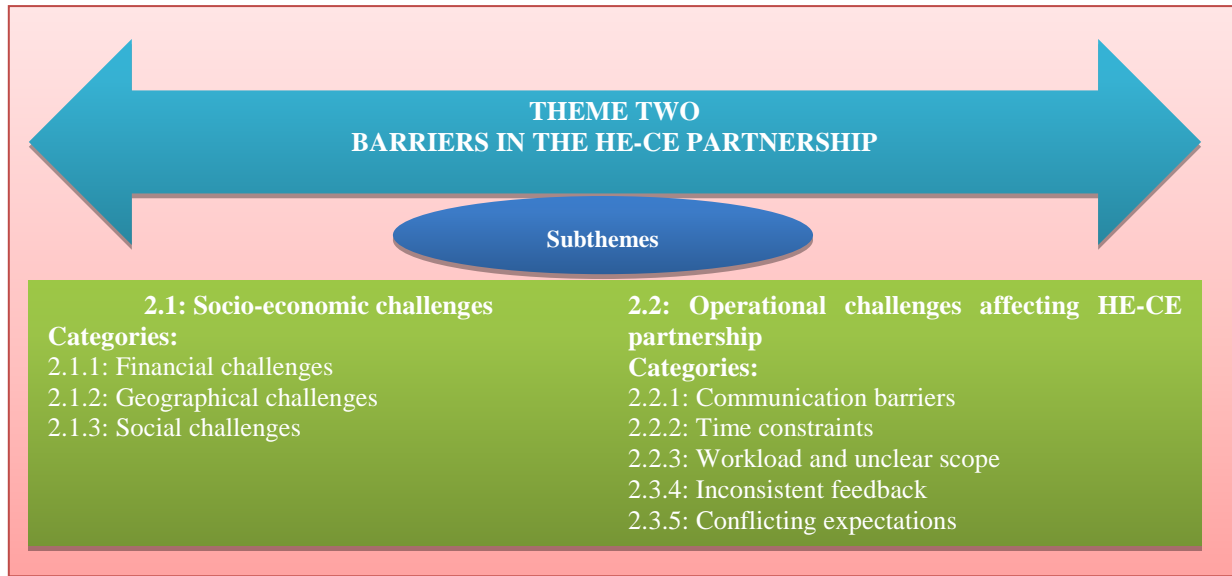 THEME TWO
BARRIERS IN THE HE-CE PARTNERSHIP
Subthemes
2.1: Socio-economic challenges
Categories:
2.1.1: Financial challenges
2.1.2: Geographical challenges
2.1.3: Social challenges
2.2: Operational challenges affecting HE-CE
partnership
Categories:
2.2.1: Communication barriers
2.2.2: Time constraints
2.2.3: Workload and unclear scope
2.3.4: Inconsistent feedback
2.3.5: Conflicting expectations